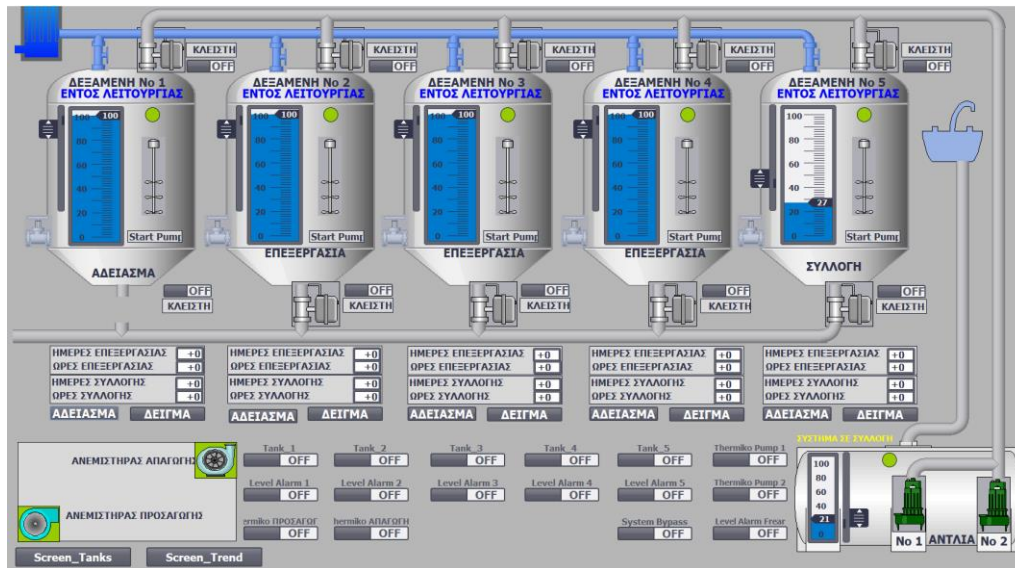 ΚΛΕΙΣΤΗ ΚΛΕΙΣΤΗ ΚΛΕΙΣΤΗ ΚΛΕΙΣΤΗ ΚΛΕΙΣΤΗ
OFF OFF OFF OFF OFF
ΔΕΞΑΜΕΝΗ No 1 ΔΕΞΑΜΕΝΗ No 2 ΔΕΞΑΜΕΝΗ No 3 ΔΕΞΑΜΕΝΗ No 4 ΔΕΞΑΜΕΝΗ No 5
ΕΝΤΟΣ ΛΕΙΤΟΥΡΓΙΑΣ ΕΝΤΟΣ ΛΕΙΤΟΥΡΓΙΑΣ ΕΝΤΟΣ ΛΕΙΤΟΥΡΓΙΑΣ ΕΝΤΟΣ ΛΕΙΤΟΥΡΓΙΑΣ ΕΝΤΟΣ ΛΕΙΤΟΥΡΓΙΑΣ
100 100 100 100 100 100 100 100 100
80 80 80 80 80
60 60 60 60 60
40 40 40 40 40
27
20 20 20 20 20
0 0 0 0 0
Start Pump Start Pump Start Pump Start Pump Start Pump
ΑΔΕΙΑΣΜΑ ΕΠΕΞΕΡΓΑΣΙΑ ΕΠΕΞΕΡΓΑΣΙΑ ΕΠΕΞΕΡΓΑΣΙΑ ΣΥΛΛΟΓΗ
OFF OFF OFF OFF OFF
ΚΛΕΙΣΤΗ ΚΛΕΙΣΤΗ ΚΛΕΙΣΤΗ ΚΛΕΙΣΤΗ ΚΛΕΙΣΤΗ
ΗΜΕΡΕΣ ΕΠΕΞΕΡΓΑΣΙΑΣ +0 ΗΜΕΡΕΣ ΕΠΕΞΕΡΓΑΣΙΑΣ +0 ΗΜΕΡΕΣ ΕΠΕΞΕΡΓΑΣΙΑΣ +0 ΗΜΕΡΕΣ ΕΠΕΞΕΡΓΑΣΙΑΣ +0 ΗΜΕΡΕΣ ΕΠΕΞΕΡΓΑΣΙΑΣ +0
ΩΡΕΣ ΕΠΕΞΕΡΓΑΣΙΑΣ +0 ΩΡΕΣ ΕΠΕΞΕΡΓΑΣΙΑΣ +0 ΩΡΕΣ ΕΠΕΞΕΡΓΑΣΙΑΣ +0 ΩΡΕΣ ΕΠΕΞΕΡΓΑΣΙΑΣ +0 ΩΡΕΣ ΕΠΕΞΕΡΓΑΣΙΑΣ +0
ΗΜΕΡΕΣ ΣΥΛΛΟΓΗΣ +0 ΗΜΕΡΕΣ ΣΥΛΛΟΓΗΣ +0 ΗΜΕΡΕΣ ΣΥΛΛΟΓΗΣ +0 ΗΜΕΡΕΣ ΣΥΛΛΟΓΗΣ +0 ΗΜΕΡΕΣ ΣΥΛΛΟΓΗΣ +0
ΩΡΕΣ ΣΥΛΛΟΓΗΣ +0 ΩΡΕΣ ΣΥΛΛΟΓΗΣ +0 ΩΡΕΣ ΣΥΛΛΟΓΗΣ +0 ΩΡΕΣ ΣΥΛΛΟΓΗΣ +0 ΩΡΕΣ ΣΥΛΛΟΓΗΣ +0
ΑΔΕΙΑΣΜΑ ΔΕΙΓΜΑ ΑΔΕΙΑΣΜΑ ΔΕΙΓΜΑ ΑΔΕΙΑΣΜΑ ΔΕΙΓΜΑ ΑΔΕΙΑΣΜΑ ΔΕΙΓΜΑ ΑΔΕΙΑΣΜΑ ΔΕΙΓΜΑ
ΣΥΣΤΗΜΑ ΣΕ ΣΥΛΛΟΓΗ
Tank_1 Tank_2 Tank_3 Tank_4 Tank_5 Thermiko Pump 1
OFF OFF OFF OFF OFF OFF
ΑΝΕΜΙΣΤΗΡΑΣ ΑΠΑΓΩΓΗΣ
Level Alarm 1 Level Alarm 2 Level Alarm 3 Level Alarm 4 Level Alarm 5 Thermiko Pump 2
OFF OFF OFF OFF OFF OFF
ΑΝΕΜΙΣΤΗΡΑΣ ΠΡΟΣΑΓΩΓΗΣ
ermiko ΠΡΟΣΑΓΩΓ hermiko ΑΠΑΓΩΓΗ System Bypass Level Alarm Frear
OFF OFF OFF OFF
100
80
60
40
21
0
No 1 ΑΝΤΛΙΑ No 2
Screen_Tanks Screen_Trend